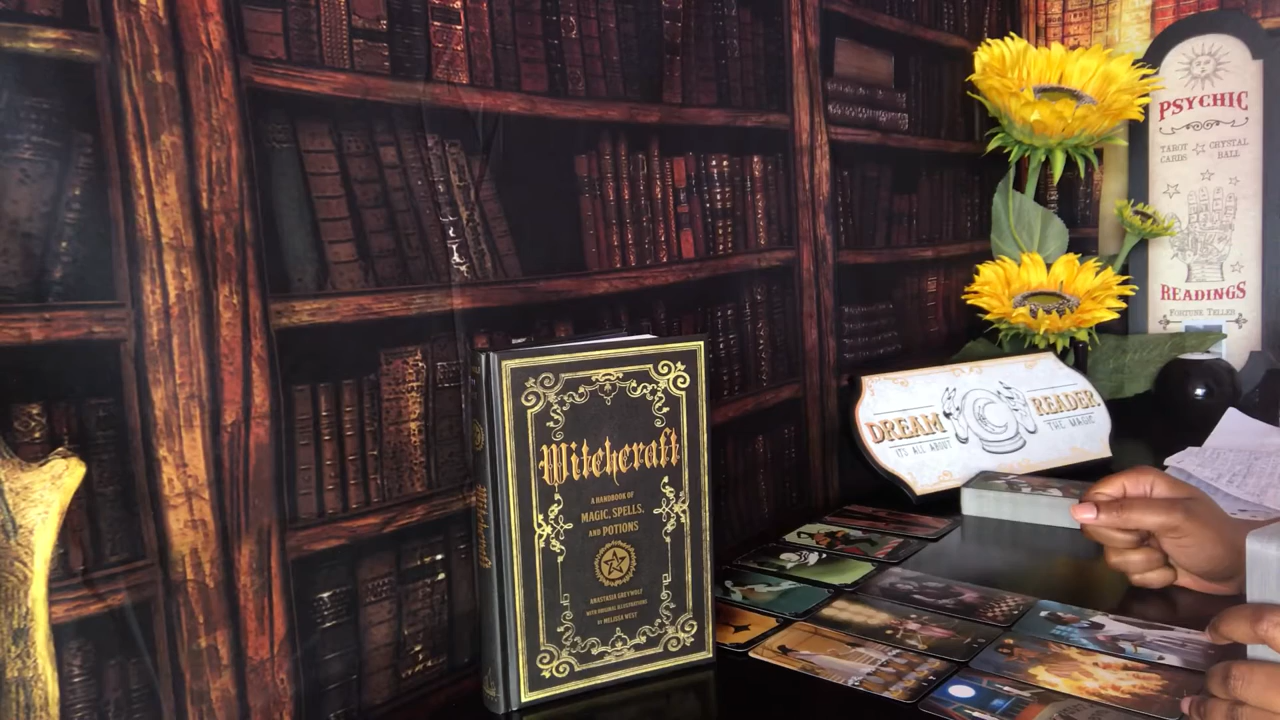 Witchcraft
A HANDBOOK OF
MAGIC, SPELLS,
AND POTIONS
ANASTASIA GREYWOLF
WITH ORIGINAL ILLUSTRATIONS
BY MELISSA WEST
DREAM READER
IT'S ALL ABOUT THE MAGIC
PSYCHIC
TAROT CARDS CRYSTAL BALL
READINGS
FORTUNE TELLER